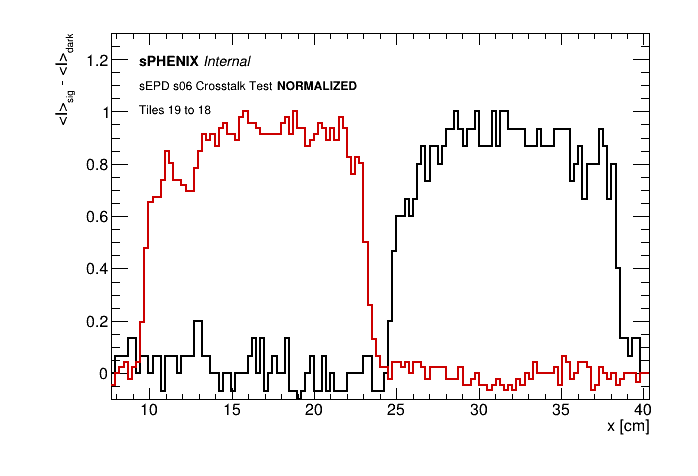 <I>sig - <I>dark
sPHENIX Internal
sEPD s06 Crosstalk Test NORMALIZED
Tiles 19 to 18
1.2
1
0.8
0.6
0.4
0.2
0
10 15 20 25 30 35 40
x [cm]